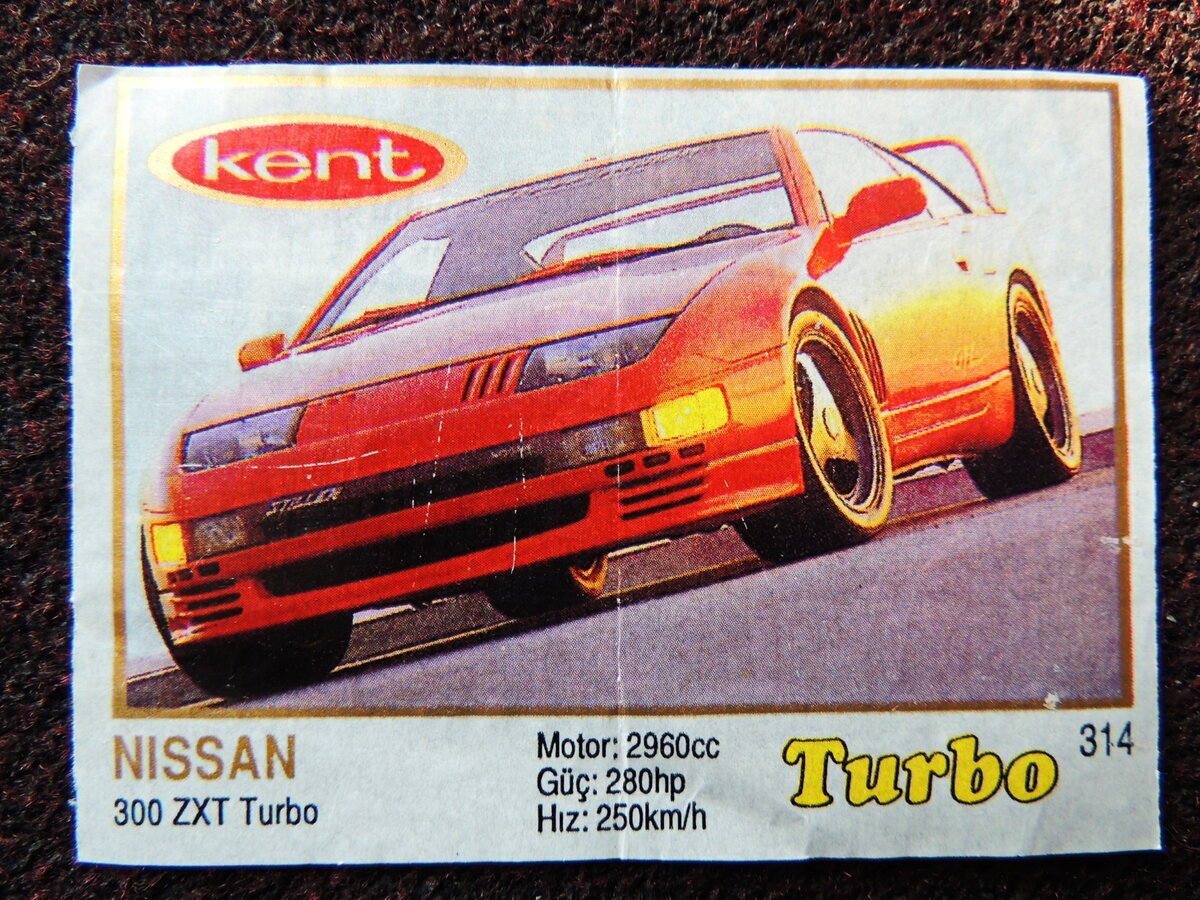 kent
STILLEN
NISSAN
300 ZXT Turbo
Motor: 2960cc
Güç: 280hp
Hız: 250km/h
Turbo
314